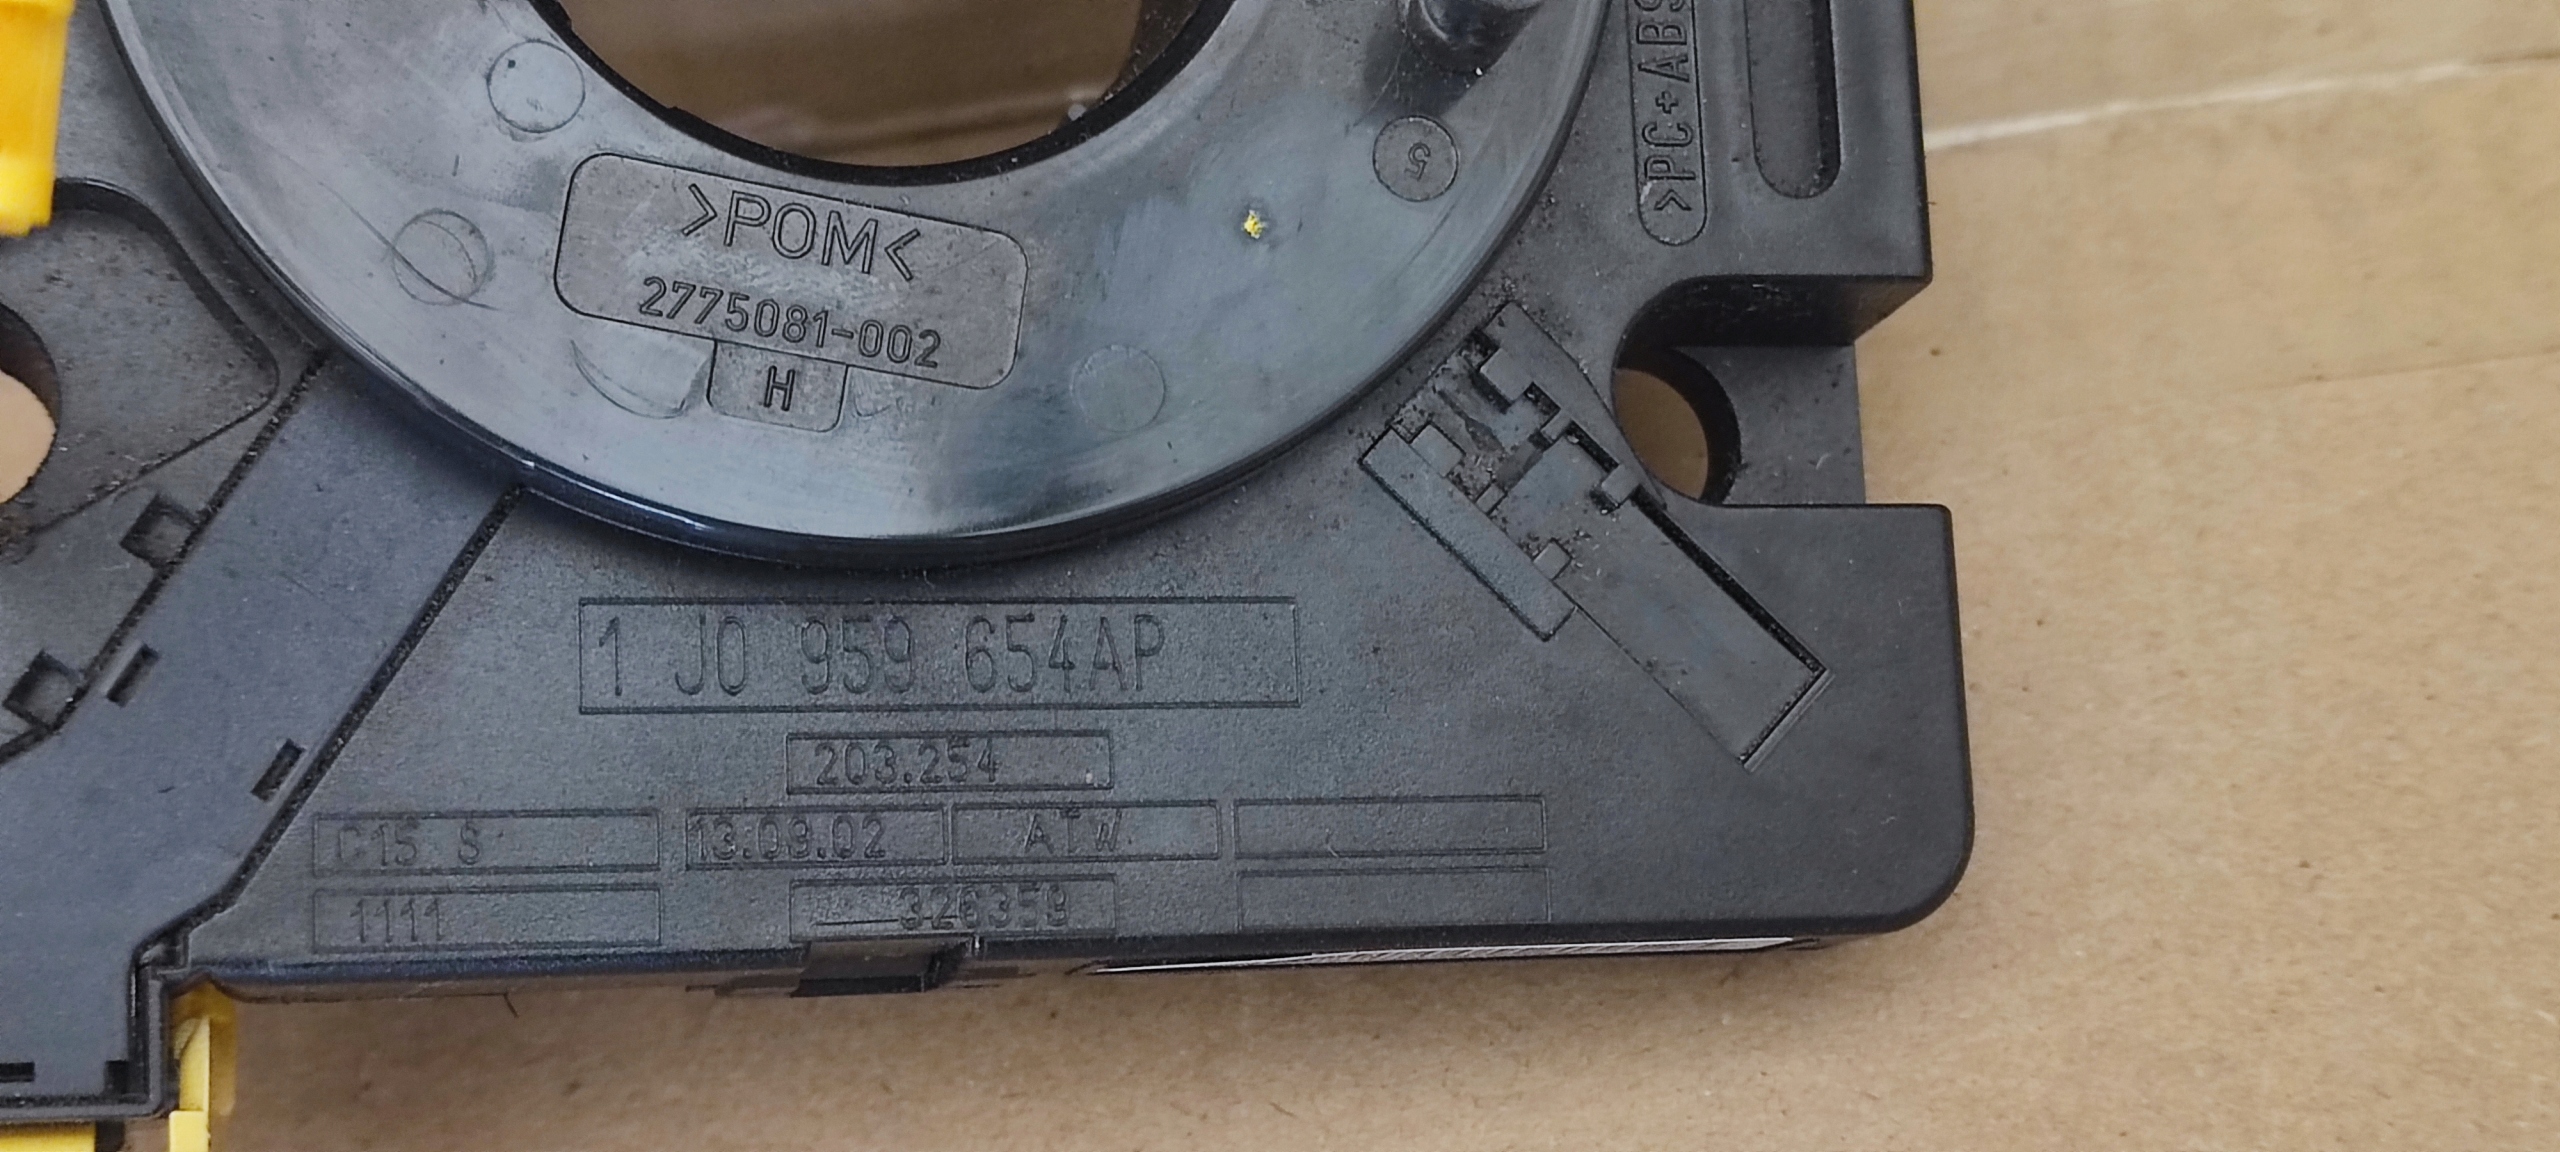 >PC+ABS
5
>POM<
2775081-002
H
1 J0 959 654AP
203.254
C15 S 13.09.02 ATW
1111 326359